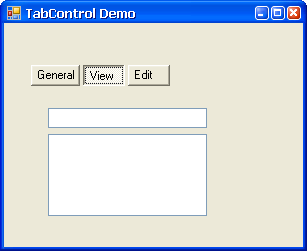 TabControl Demo
General View Edit